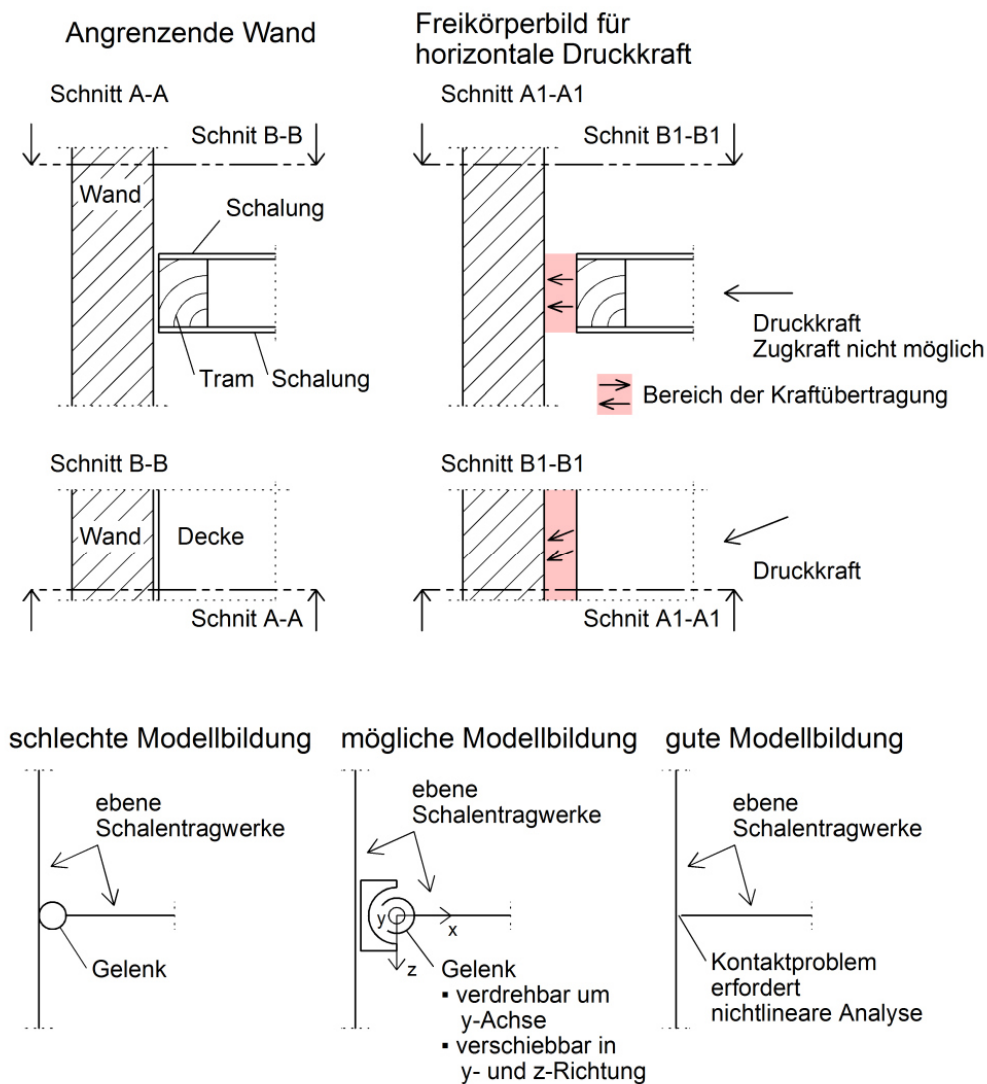 Angrenzende Wand
Freikörperbild für
horizontale Druckkraft
Schnitt A-A
Schnit B-B
Wand
Schalung
Tram
Schalung
Schnitt A1-A1
Schnit B1-B1
Druckkraft
Zugkraft nicht möglich
Bereich der Kraftübertragung
Schnitt B-B
Wand
Decke
Schnit A-A
Schnitt B1-B1
Druckkraft
Schnit A1-A1
schlechte Modellbildung
ebene
Schalentragwerke
Gelenk
mögliche Modellbildung
ebene
Schalentragwerke
y
x
z
Gelenk
▪ verdrehbar um
y-Achse
▪ verschiebbar in
y- und z-Richtung
gute Modellbildung
ebene
Schalentragwerke
Kontaktproblem
erfordert
nichtlineare Analyse